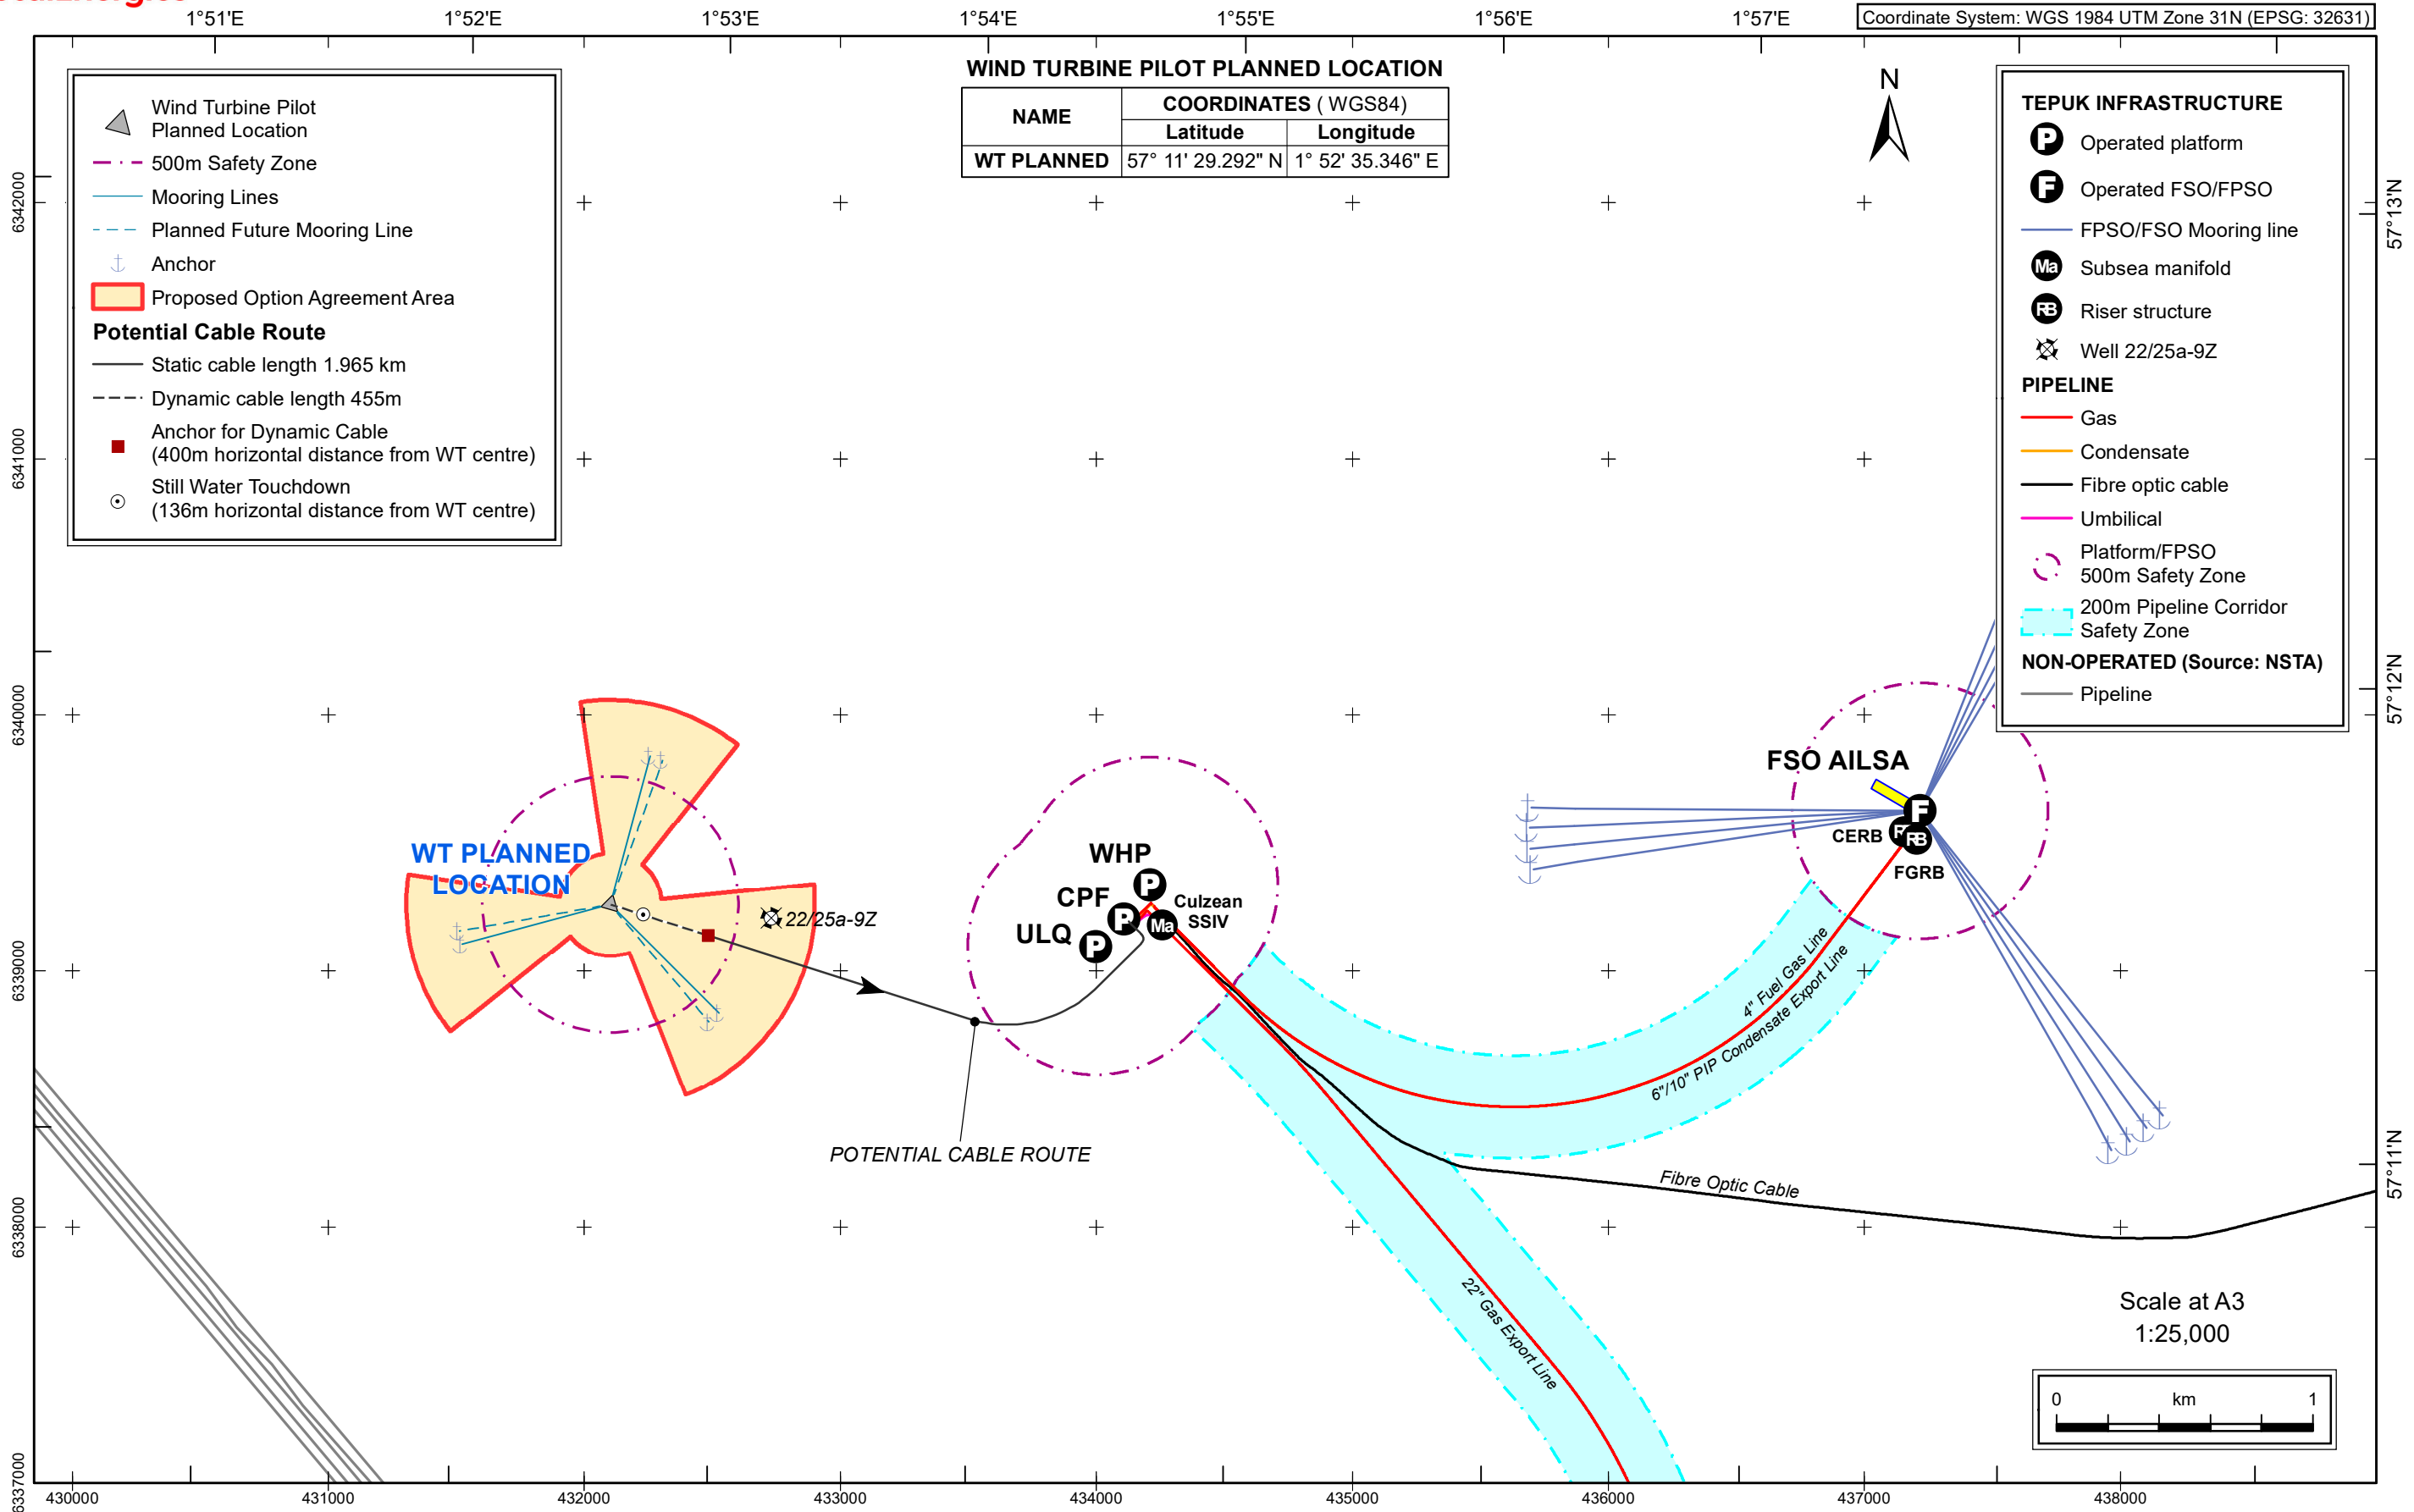 1°51'E
1°52'E
1°53'E
1°54'E
1°55'E
1°56'E
1°57'E
Coordinate System: WGS 1984 UTM Zone 31N (EPSG: 32631)
Wind Turbine Pilot
Planned Location
500m Safety Zone
Mooring Lines
Planned Future Mooring Line
Anchor
Proposed Option Agreement Area
Potential Cable Route
Static cable length 1.965 km
Dynamic cable length 455m
Anchor for Dynamic Cable
(400m horizontal distance from WT centre)
Still Water Touchdown
(136m horizontal distance from WT centre)
WIND TURBINE PILOT PLANNED LOCATION
NAME
COORDINATES ( WGS84)
Latitude
Longitude
WT PLANNED
57° 11' 29.292" N
1° 52' 35.346" E
N
TEPUK INFRASTRUCTURE
P Operated platform
F Operated FSO/FPSO
FPSO/FSO Mooring line
Ma Subsea manifold
RB Riser structure
Well 22/25a-9Z
PIPELINE
Gas
Condensate
Fibre optic cable
Umbilical
Platform/FPSO
500m Safety Zone
200m Pipeline Corridor
Safety Zone
NON-OPERATED (Source: NSTA)
Pipeline
6342000
6341000
6340000
6339000
6338000
6337000
57°13'N
57°12'N
57°11'N
WT PLANNED
LOCATION
22/25a-9Z
WHP
P
CPF
P
ULQ
P
Culzean
SSIV
Ma
FSO AILSA
F
CERB
RB
FGRB
4" Fuel Gas Line
6"/10" PIP Condensate Export Line
POTENTIAL CABLE ROUTE
Fibre Optic Cable
22" Gas Export Line
Scale at A3
1:25,000
0 km 1
430000
431000
432000
433000
434000
435000
436000
437000
438000